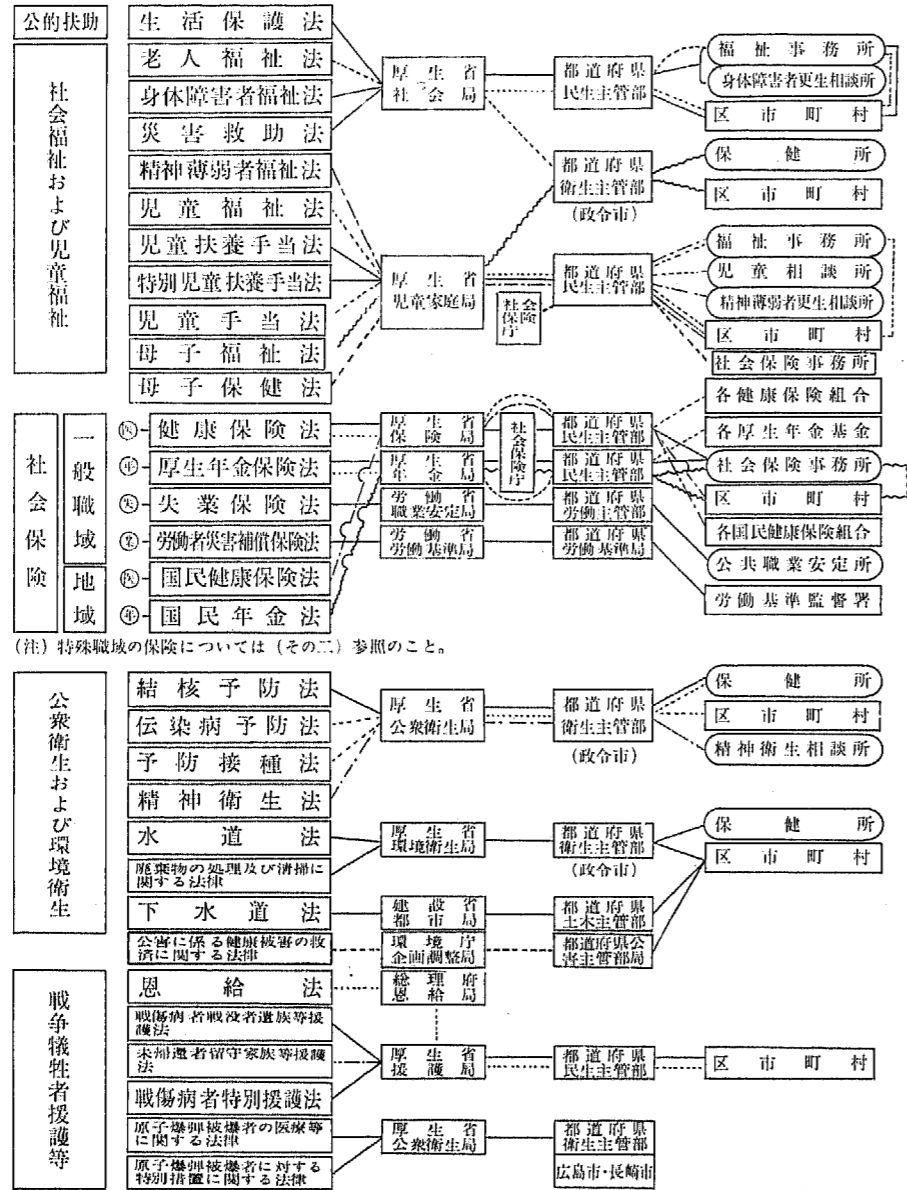 公的扶助
生活保護法
社会福祉および児童福祉
老人福祉法
身体障害者福祉法
災害救助法
精神薄弱者福祉法
児童福祉法
児童扶養手当法
特別児童扶養手当法
児童手当法
母子福祉法
母子保健法
厚生省
社会局
都道府県
民生主管部
福祉事務所
身体障害者更生相談所
区市町村
都道府県
衛生主管部
(政令市)
保健所
区市町村
厚生省
児童家庭局
社会保険庁
都道府県
民生主管部
福祉事務所
児童相談所
精神薄弱者更生相談所
区市町村
社会保険事務所
社会保険
一般職域
地域
医 健康保険法
年 厚生年金保険法
失業保険法
業 労働者災害補償保険法
医 国民健康保険法
年 国民年金法
厚生省
保険局
厚生省
年金局
労働省
職業安定局
労働省
労働基準局
社会保険庁
都道府県
民生主管部
都道府県
民生主管部
都道府県
労働主管部
都道府県
労働基準局
各健康保険組合
各厚生年金基金
社会保険事務所
区市町村
各国民健康保険組合
公共職業安定所
労働基準監督署
(注) 特殊職域の保険については(その二)参照のこと。
公衆衛生および環境衛生
結核予防法
伝染病予防法
予防接種法
精神衛生法
水道法
廃棄物の処理及び清掃に
関する法律
下水道法
公害に係る健康被害の救
済に関する法律
厚生省
公衆衛生局
都道府県
衛生主管部
(政令市)
保健所
区市町村
精神衛生相談所
厚生省
環境衛生局
都道府県
衛生主管部
(政令市)
保健所
区市町村
建設省
都市局
都道府県
土木主管部
環境庁
企画調整局
都道府県公
害主管部局
戦争犠牲者援護等
恩給法
戦傷病者戦没者遺族等援
護法
未帰還者留守家族等援護
法
戦傷病者特別援護法
原子爆弾被爆者の医療等
に関する法律
原子爆弾被爆者に対する
特別措置に関する法律
総理府
恩給局
厚生省
援護局
都道府県
民生主管部
区市町村
厚生省
公衆衛生局
都道府県
衛生主管部
広島市・長崎市